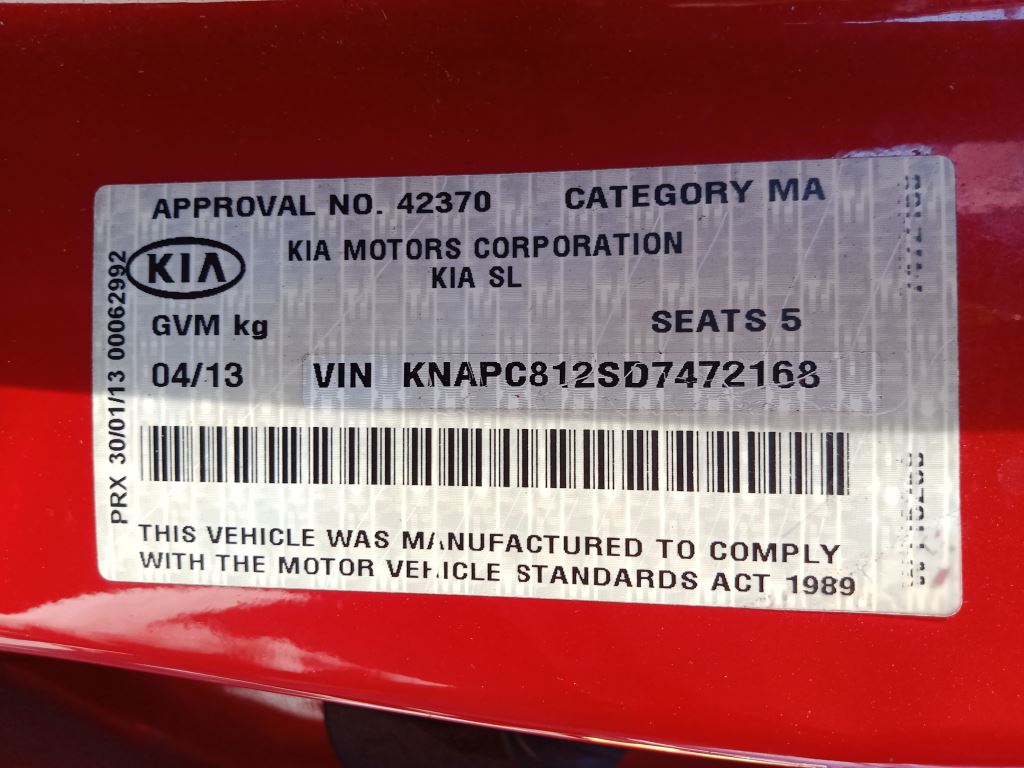 APPROVAL NO. 42370 CATEGORY MA
KIA
KIA MOTORS CORPORATION
KIA SL
GVM kg SEATS 5
04/13 VIN KNAPC812SD7472168
THIS VEHICLE WAS MANUFACTURED TO COMPLY
WITH THE MOTOR VEHICLE STANDARDS ACT 1989
PRX 30/01/13 00062992